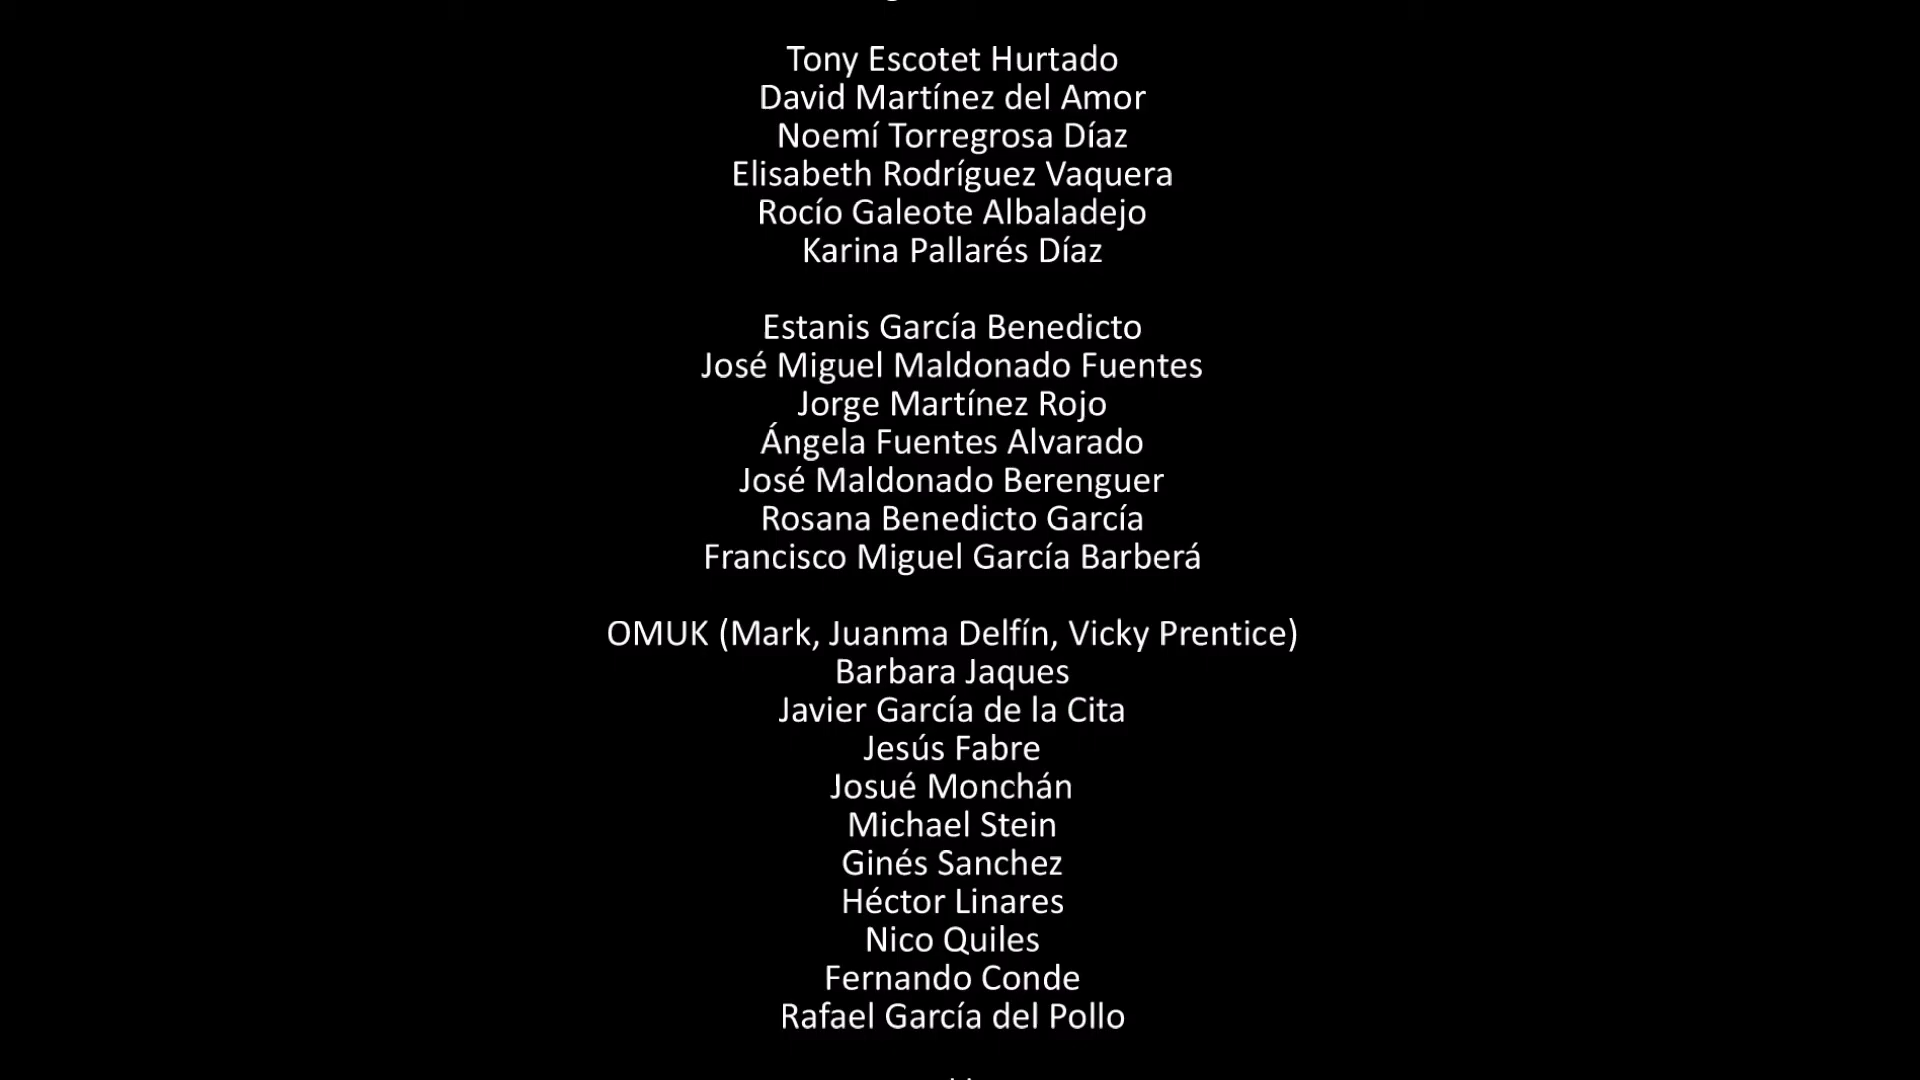 Tony Escotet Hurtado
David Martínez del Amor
Noemí Torregrosa Díaz
Elisabeth Rodríguez Vaquera
Rocío Galeote Albaladejo
Karina Pallarés Díaz
Estanis García Benedicto
José Miguel Maldonado Fuentes
Jorge Martínez Rojo
Ángela Fuentes Alvarado
José Maldonado Berenguer
Rosana Benedicto García
Francisco Miguel García Barberá
OMUK (Mark, Juanma Delfín, Vicky Prentice)
Barbara Jaques
Javier García de la Cita
Jesús Fabre
Josué Monchán
Michael Stein
Ginés Sanchez
Héctor Linares
Nico Quiles
Fernando Conde
Rafael García del Pollo